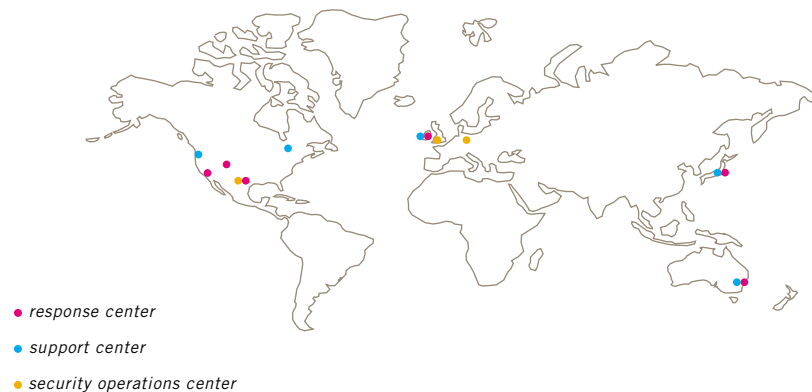 response center
support center
security operations center